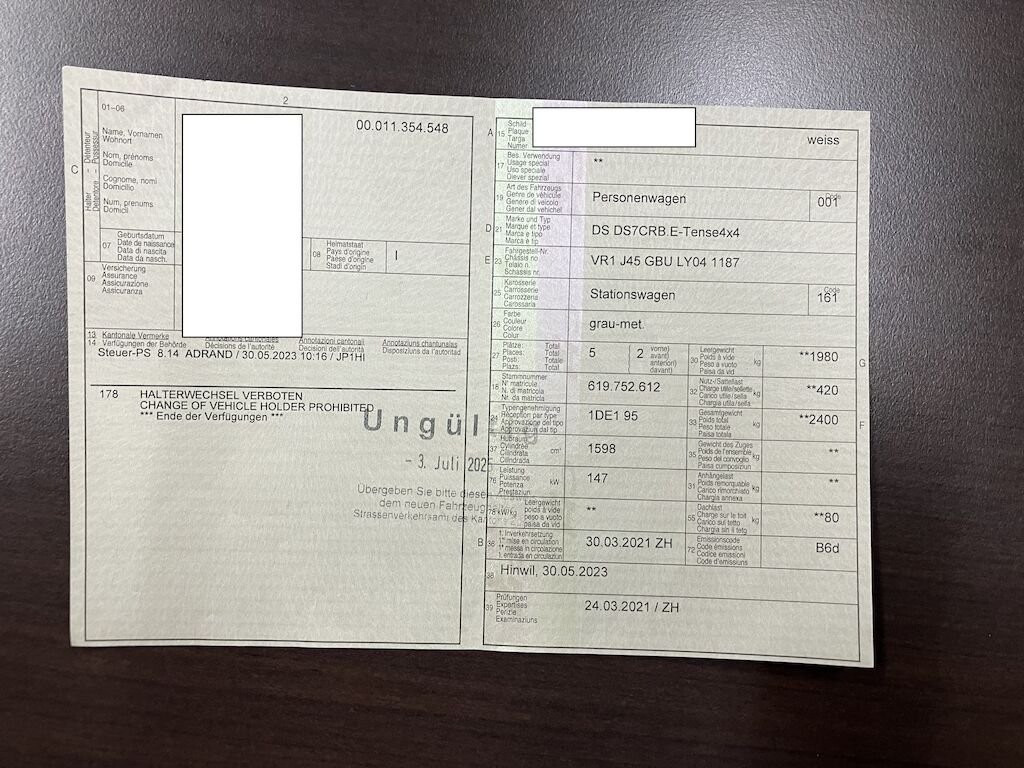 2
01–06
C
Halter – Détenteur
Detentore – Possessur
Name, Vornamen
Wohnort
Nom, prénoms
Domicile
Cognome, nomi
Domicilio
Num, prenums
Domicil
00.011.354.548
07
Geburtsdatum
Date de naissance
Data di nascita
Data da nasch.
08
Heimatstaat
Pays d'origine
Paese d'origine
Stadi d'origin
I
09
Versicherung
Assurance
Assicurazione
Assicuranza
13 Kantonale Vermerke Annotations cantonales Annotazioni cantonali Annotaziuns chantunalas
14 Verfügungen der Behörde Décisions de l'autorité Decisioni dell'autorità Disposiziuns da l'autoritad
Steuer-PS 8.14 ADRAND / 30.05.2023 10:16 / JP1HI
178 HALTERWECHSEL VERBOTEN
CHANGE OF VEHICLE HOLDER PROHIBITED
*** Ende der Verfügungen ***
Ungül
- 3. Juli
Übergeben Sie bitte
dem neuen
Strassenverkehrsamt des
A
15
Schild
Plaque
Targa
Numer
weiss
17
Bes. Verwendung
Usage spécial
Uso speciale
Diever spezial
**
19
Art des Fahrzeugs
Genre de véhicule
Genere di veicolo
Gener dal vehichel
Personenwagen
Code
001
D
21
Marke und Typ
Marque et type
Marca e tipo
Marca e tip
DS DS7CRB.E-Tense4x4
E
23
Fahrgestell-Nr.
Châssis no
Telaio n.
Schassis nr.
VR1 J45 GBU LY04 1187
25
Karosserie
Carrosserie
Carrozzeria
Carossaria
Stationswagen
Code
161
26
Farbe
Couleur
Colore
Colur
grau-met.
27
Plätze: Total
Places: Total
Posti: Totale
Plazs: Total
5
( 2
vorne)
avant)
anteriori)
davant)
30
Leergewicht
Poids à vide
Peso a vuoto
Paisa da vid
kg
**1980
G
18
Stammnummer
N° matricule
N. di matricola
Nr. da matricla
619.752.612
32
Nutz-/Sattellast
Charge utile/sellette
Carico utile/sella
Chargia utila/sella
kg
**420
24
Typengenehmigung
Réception par type
Approvazione del tipo
Approvaziun dal tip
1DE1 95
33
Gesamtgewicht
Poids total
Peso totale
Paisa totala
kg
**2400
F
37
Hubraum
Cylindrée
Cilindrata
Cilindrada
cm³
1598
35
Gewicht des Zuges
Poids de l'ensemble
Peso del convoglio
Paisa cumposiziun
kg
**
76
Leistung
Puissance
Potenza
Prestaziun
kW
147
31
Anhängelast
Poids remorquable
Carico rimorchiato
Chargia annexa
kg
**
78
kW/kg
Leergewicht
poids à vide
peso a vuoto
paisa da vid
**
55
Dachlast
Charge sur le toit
Carico sul tetto
Chargia sin il tetg
kg
**80
B
36
1. Inverkehrsetzung
1re mise en circulation
1a messa in circolazione
1. entrada en circulaziun
30.03.2021 ZH
72
Emissionscode
Code émissions
Codice emissioni
Code d'emissiuns
B6d
38
Hinwil, 30.05.2023
39
Prüfungen
Expertises
Perizie
Examinaziuns
24.03.2021 / ZH